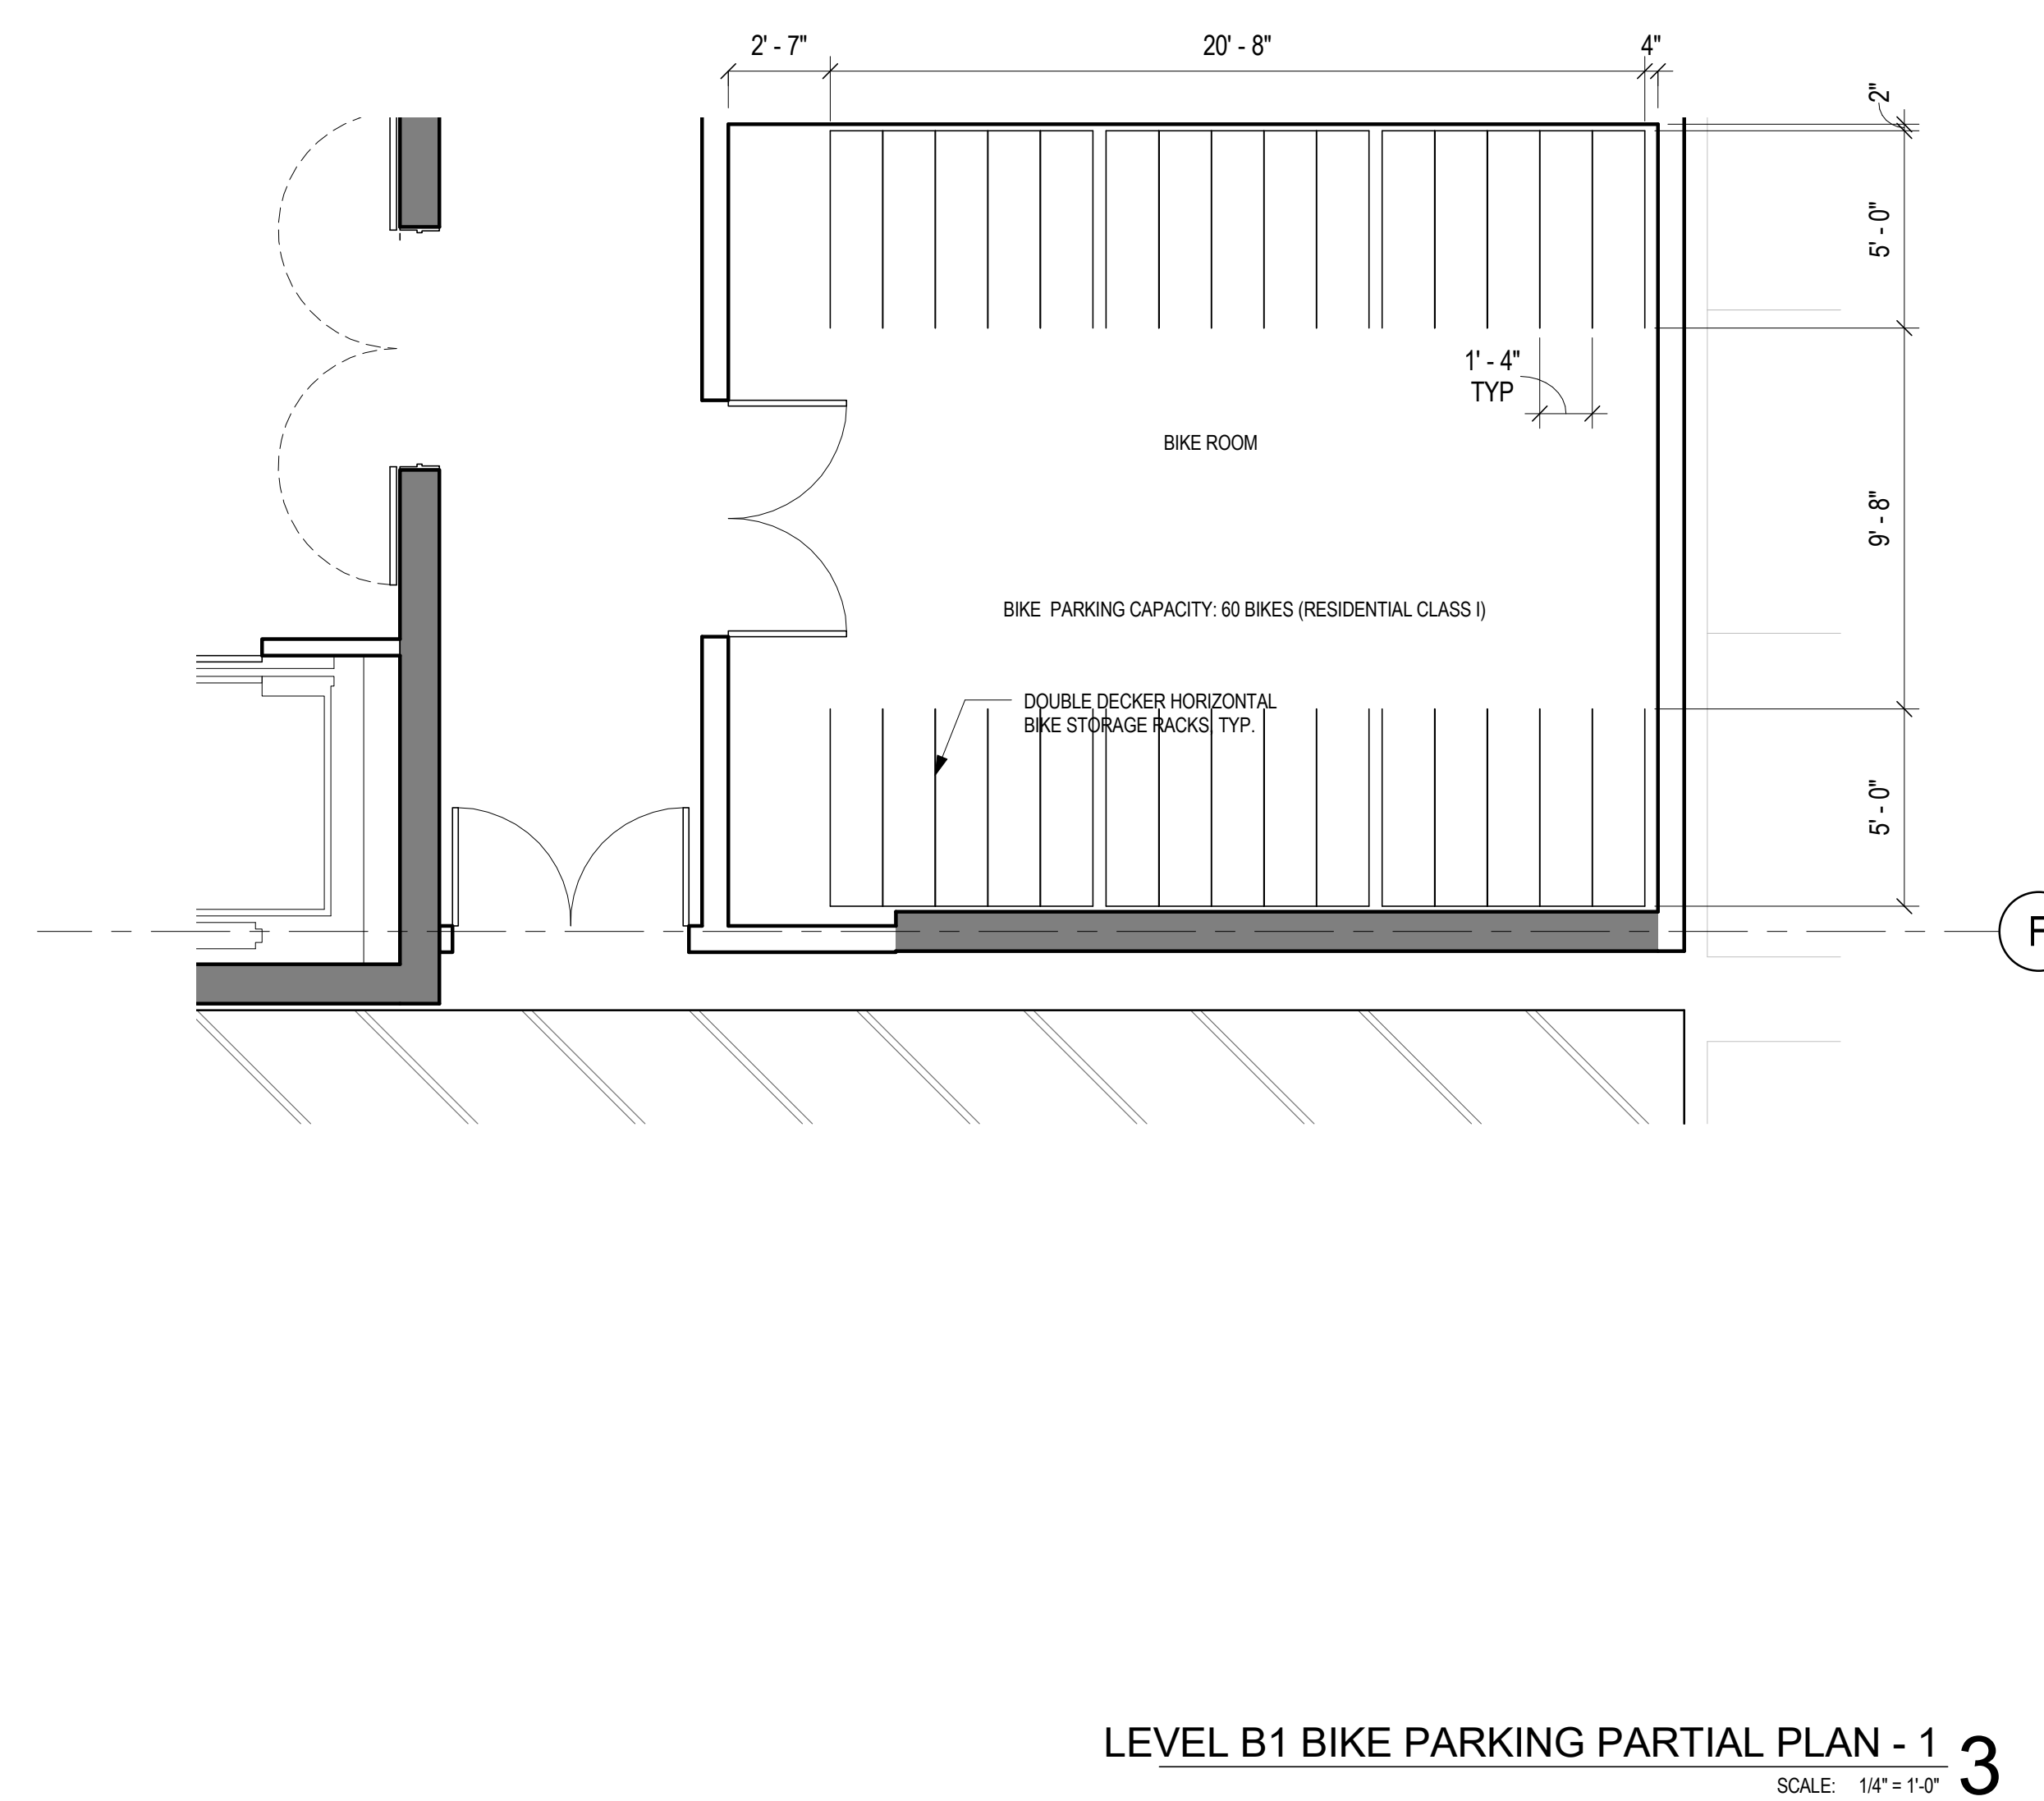 2' - 7"
20' - 8"
4"
2"
5' - 0"
1' - 4"
TYP
BIKE ROOM
9' - 8"
BIKE PARKING CAPACITY: 60 BIKES (RESIDENTIAL CLASS I)
DOUBLE DECKER HORIZONTAL
BIKE STORAGE RACKS, TYP.
5' - 0"
LEVEL B1 BIKE PARKING PARTIAL PLAN - 1
3
SCALE: 1/4" = 1'-0"